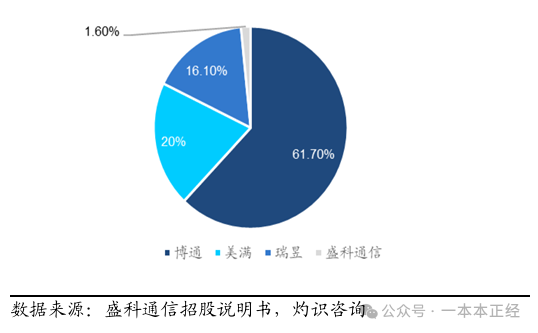 1.60%
16.10%
20%
61.70%
博通 美满 瑞昱 盛科通信
数据来源：盛科通信招股说明书，灼识咨询
公众号 · 一本本正经